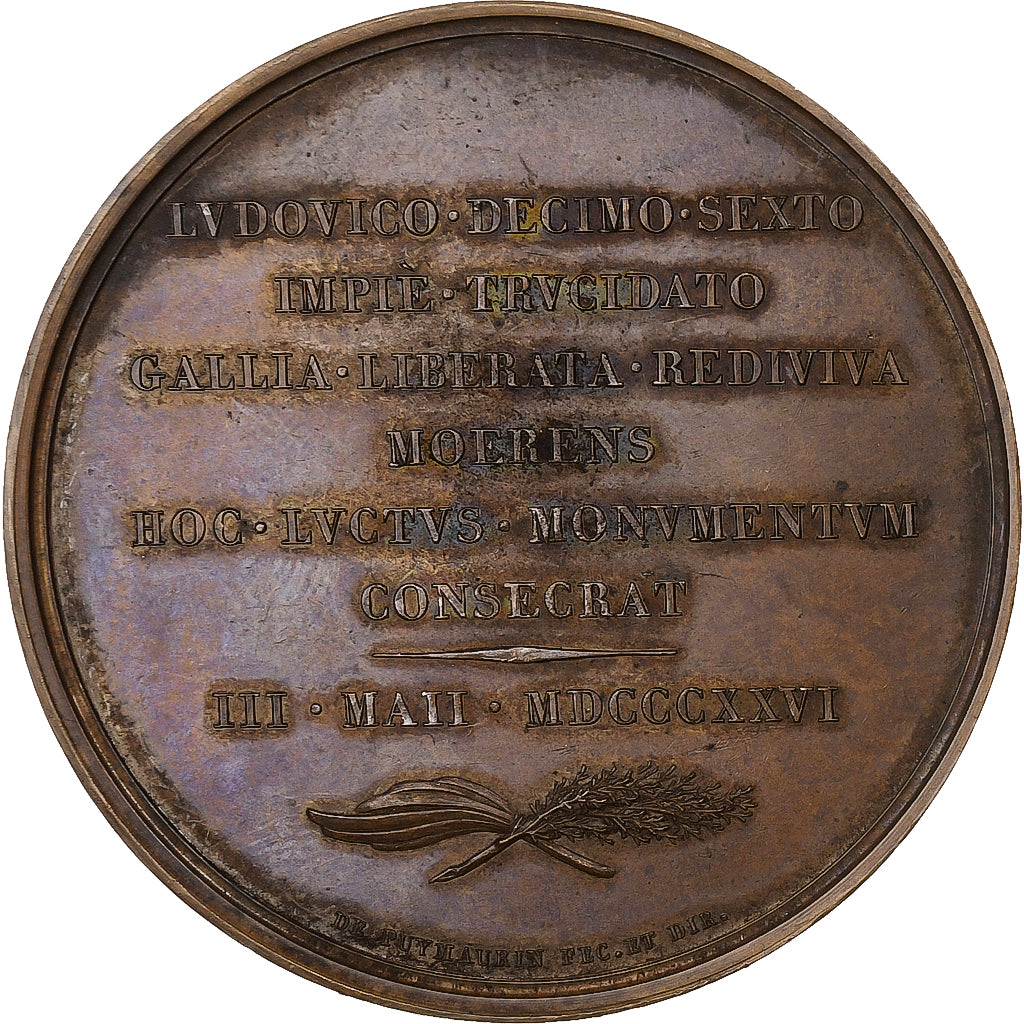 LVDOVICO · DECIMO · SEXTO
IMPIÈ · TRVCIDATO
GALLIA · LIBERATA · REDIVIVA
MOERENS
HOC · LVCTVS · MONVMENTVM
CONSECRAT
III · MAII · MDCCCXXVI
DE PUYMAURIN FEC. ET DIR.